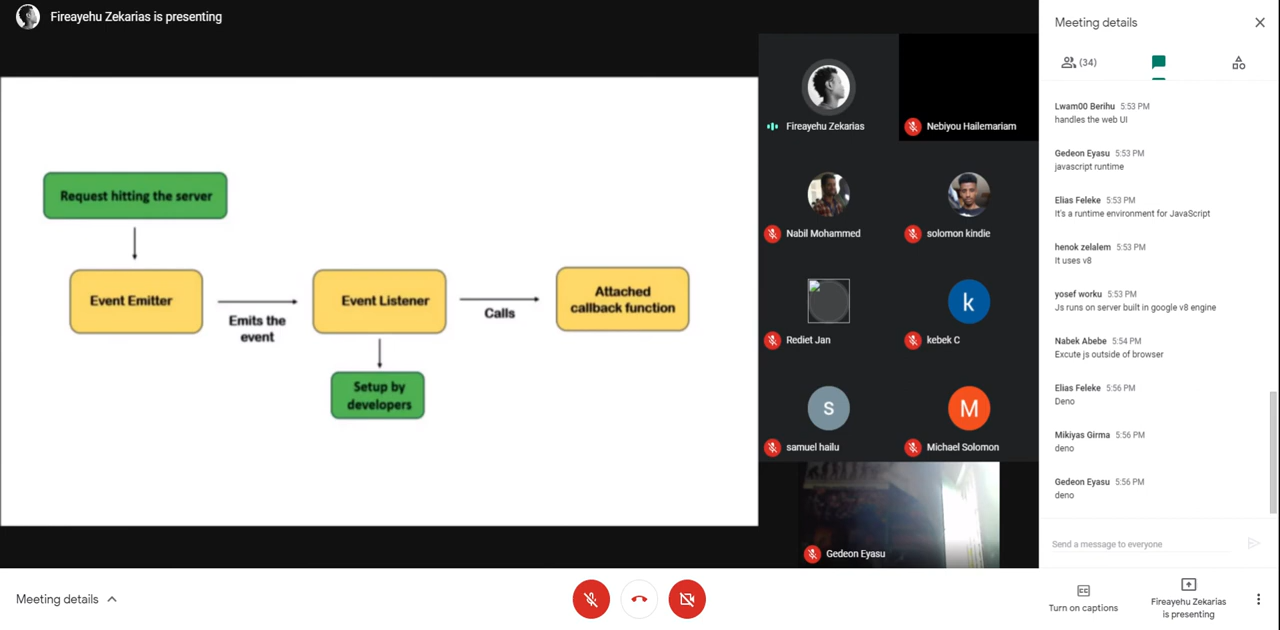 Fireayehu Zekarias is presenting
Request hitting the server
Event Emitter
Emits the
event
Event Listener
Calls
Attached
callback function
Setup by
developers
Fireayehu Zekarias
Nebiyou Hailemariam
Nabil Mohammed
solomon kindie
Rediet Jan
k
kebek C
s
samuel hailu
M
Michael Solomon
Gedeon Eyasu
Meeting details
(34)
Lwam00 Berihu 5:53 PM
handles the web UI
Gedeon Eyasu 5:53 PM
javascript runtime
Elias Feleke 5:53 PM
It's a runtime environment for JavaScript
henok zelalem 5:53 PM
It uses v8
yosef worku 5:53 PM
Js runs on server built in google v8 engine
Nabek Abebe 5:54 PM
Excute js outside of browser
Elias Feleke 5:56 PM
Deno
Mikiyas Girma 5:56 PM
deno
Gedeon Eyasu 5:56 PM
deno
Send a message to everyone
Meeting details
CC
Turn on captions
Fireayehu Zekarias
is presenting